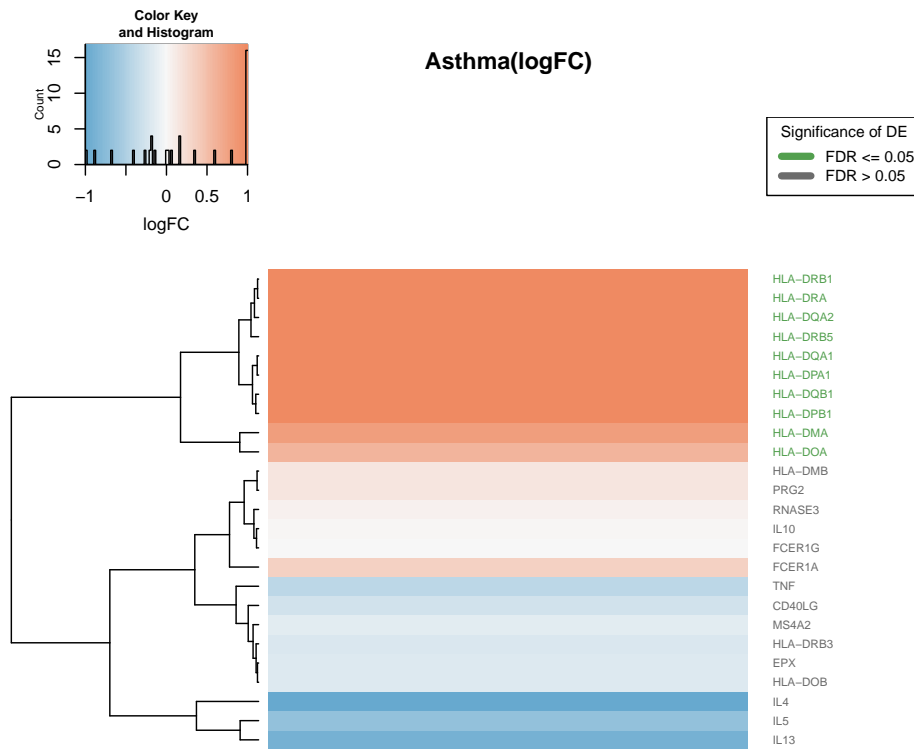 Color Key
and Histogram
Count
0
5
10
15
−1
0
0.5
1
logFC
Asthma(logFC)
Significance of DE
FDR <= 0.05
FDR > 0.05
HLA−DRB1
HLA−DRA
HLA−DQA2
HLA−DRB5
HLA−DQA1
HLA−DPA1
HLA−DQB1
HLA−DPB1
HLA−DMA
HLA−DOA
HLA−DMB
PRG2
RNASE3
IL10
FCER1G
FCER1A
TNF
CD40LG
MS4A2
HLA−DRB3
EPX
HLA−DOB
IL4
IL5
IL13